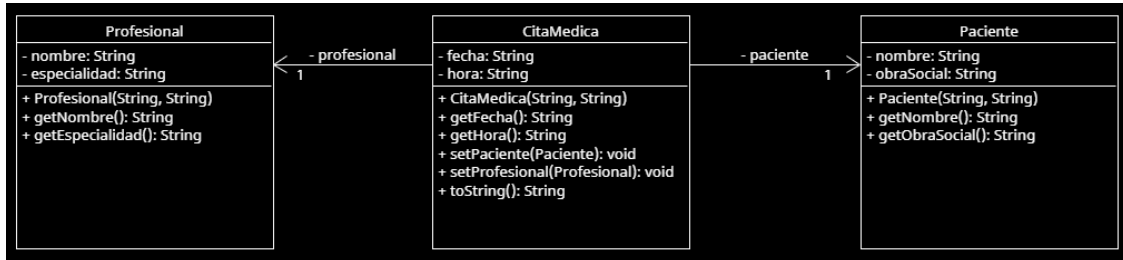 Profesional
- nombre: String
- especialidad: String
+ Profesional(String, String)
+ getNombre(): String
+ getEspecialidad(): String
- profesional
1
CitaMedica
- fecha: String
- hora: String
+ CitaMedica(String, String)
+ getFecha(): String
+ getHora(): String
+ setPaciente(Paciente): void
+ setProfesional(Profesional): void
+ toString(): String
- paciente
1
Paciente
- nombre: String
- obraSocial: String
+ Paciente(String, String)
+ getNombre(): String
+ getObraSocial(): String